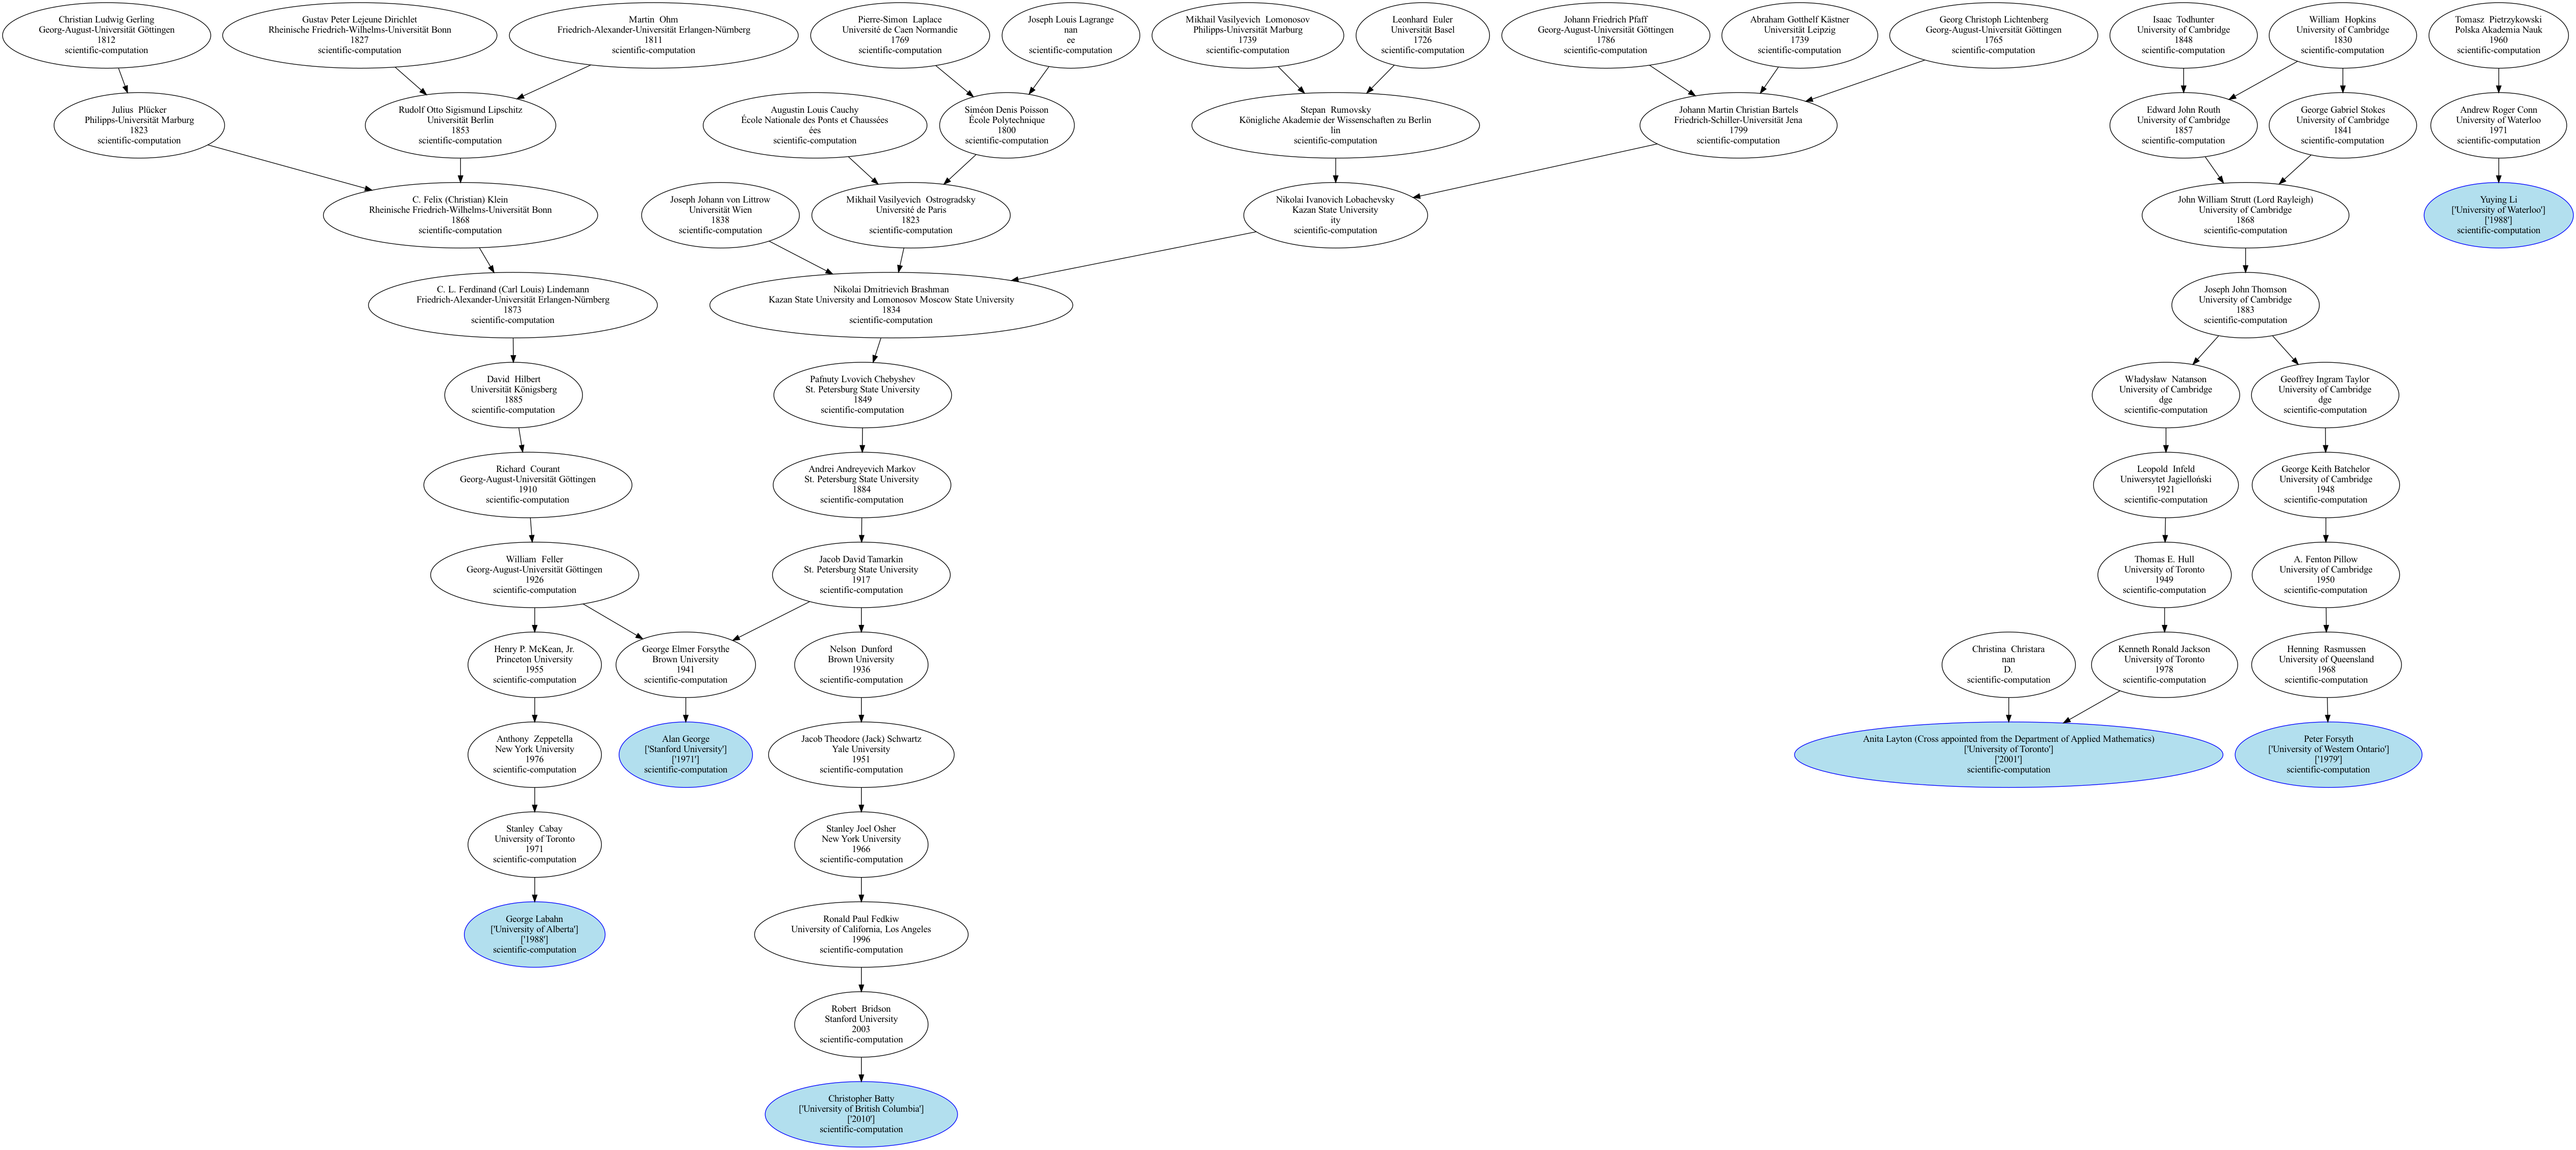 Christian Ludwig Gerling
Georg-August-Universität Göttingen
1812
scientific-computation
Gustav Peter Lejeune Dirichlet
Rheinische Friedrich-Wilhelms-Universität Bonn
1827
scientific-computation
Martin Ohm
Friedrich-Alexander-Universität Erlangen-Nürnberg
1811
scientific-computation
Pierre-Simon Laplace
Université de Caen Normandie
1769
scientific-computation
Joseph Louis Lagrange
nan
ee
scientific-computation
Mikhail Vasilyevich Lomonosov
Philipps-Universität Marburg
1739
scientific-computation
Leonhard Euler
Universität Basel
1726
scientific-computation
Johann Friedrich Pfaff
Georg-August-Universität Göttingen
1786
scientific-computation
Abraham Gotthelf Kästner
Universität Leipzig
1739
scientific-computation
Georg Christoph Lichtenberg
Georg-August-Universität Göttingen
1765
scientific-computation
Isaac Todhunter
University of Cambridge
1848
scientific-computation
William Hopkins
University of Cambridge
1830
scientific-computation
Tomasz Pietrzykowski
Polska Akademia Nauk
1960
scientific-computation
Julius Plücker
Philipps-Universität Marburg
1823
scientific-computation
Rudolf Otto Sigismund Lipschitz
Universität Berlin
1853
scientific-computation
Augustin Louis Cauchy
École Nationale des Ponts et Chaussées
ées
scientific-computation
Siméon Denis Poisson
École Polytechnique
1800
scientific-computation
Stepan Rumovsky
Königliche Akademie der Wissenschaften zu Berlin
lin
scientific-computation
Johann Martin Christian Bartels
Friedrich-Schiller-Universität Jena
1799
scientific-computation
Edward John Routh
University of Cambridge
1857
scientific-computation
George Gabriel Stokes
University of Cambridge
1841
scientific-computation
Andrew Roger Conn
University of Waterloo
1971
scientific-computation
C. Felix (Christian) Klein
Rheinische Friedrich-Wilhelms-Universität Bonn
1868
scientific-computation
Joseph Johann von Littrow
Universität Wien
1838
scientific-computation
Mikhail Vasilyevich Ostrogradsky
Université de Paris
1823
scientific-computation
Nikolai Ivanovich Lobachevsky
Kazan State University
ity
scientific-computation
John William Strutt (Lord Rayleigh)
University of Cambridge
1868
scientific-computation
Yuying Li
['University of Waterloo']
['1988']
scientific-computation
C. L. Ferdinand (Carl Louis) Lindemann
Friedrich-Alexander-Universität Erlangen-Nürnberg
1873
scientific-computation
Nikolai Dmitrievich Brashman
Kazan State University and Lomonosov Moscow State University
1834
scientific-computation
Joseph John Thomson
University of Cambridge
1883
scientific-computation
David Hilbert
Universität Königsberg
1885
scientific-computation
Pafnuty Lvovich Chebyshev
St. Petersburg State University
1849
scientific-computation
Władysław Natanson
University of Cambridge
dge
scientific-computation
Geoffrey Ingram Taylor
University of Cambridge
dge
scientific-computation
Richard Courant
Georg-August-Universität Göttingen
1910
scientific-computation
Andrei Andreyevich Markov
St. Petersburg State University
1884
scientific-computation
Leopold Infeld
Uniwersytet Jagielloński
1921
scientific-computation
George Keith Batchelor
University of Cambridge
1948
scientific-computation
William Feller
Georg-August-Universität Göttingen
1926
scientific-computation
Jacob David Tamarkin
St. Petersburg State University
1917
scientific-computation
Thomas E. Hull
University of Toronto
1949
scientific-computation
A. Fenton Pillow
University of Cambridge
1950
scientific-computation
Henry P. McKean, Jr.
Princeton University
1955
scientific-computation
George Elmer Forsythe
Brown University
1941
scientific-computation
Nelson Dunford
Brown University
1936
scientific-computation
Christina Christara
nan
D.
scientific-computation
Kenneth Ronald Jackson
University of Toronto
1978
scientific-computation
Henning Rasmussen
University of Queensland
1968
scientific-computation
Anthony Zeppetella
New York University
1976
scientific-computation
Alan George
['Stanford University']
['1971']
scientific-computation
Jacob Theodore (Jack) Schwartz
Yale University
1951
scientific-computation
Anita Layton (Cross appointed from the Department of Applied Mathematics)
['University of Toronto']
['2001']
scientific-computation
Peter Forsyth
['University of Western Ontario']
['1979']
scientific-computation
Stanley Cabay
University of Toronto
1971
scientific-computation
Stanley Joel Osher
New York University
1966
scientific-computation
George Labahn
['University of Alberta']
['1988']
scientific-computation
Ronald Paul Fedkiw
University of California, Los Angeles
1996
scientific-computation
Robert Bridson
Stanford University
2003
scientific-computation
Christopher Batty
['University of British Columbia']
['2010']
scientific-computation